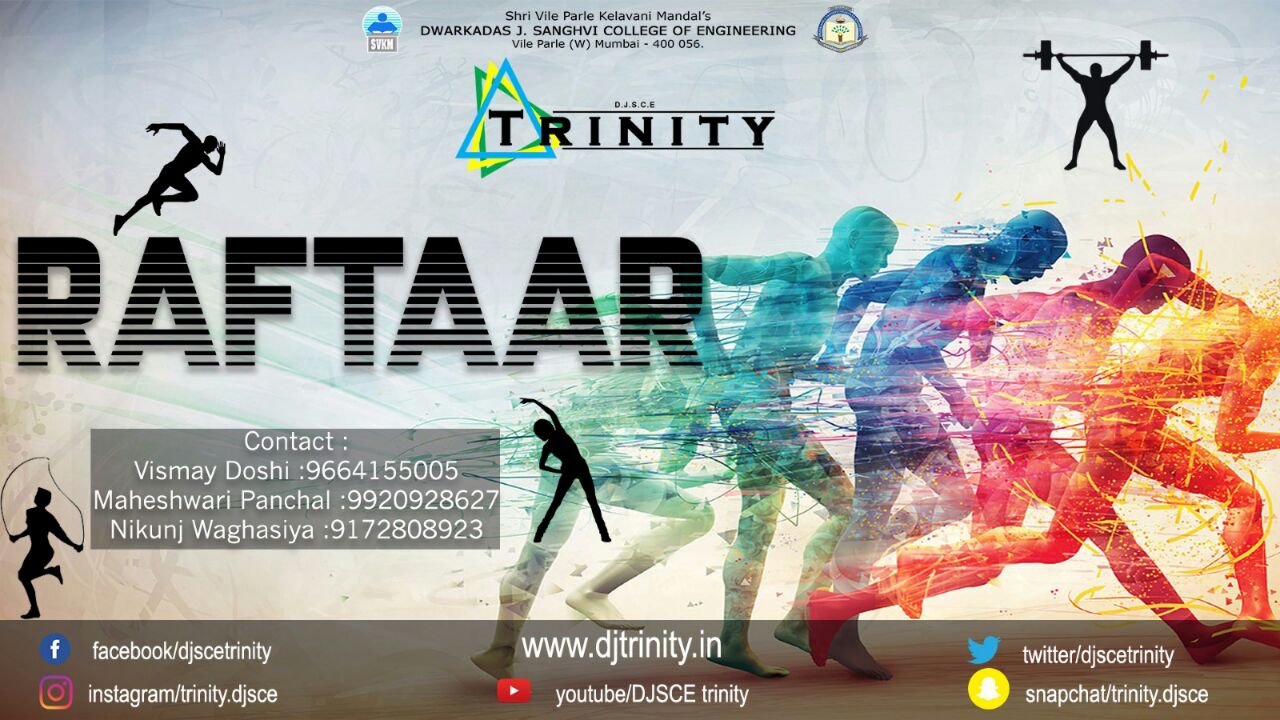 Shri Vile Parle Kelavani Mandal's
DWARKADAS J. SANGHVI COLLEGE OF ENGINEERING
Vile Parle (W) Mumbai - 400 056.
SVKM
D.J.S.C.E
TRINITY
RAFTAAR
Contact :
Vismay Doshi :9664155005
Maheshwari Panchal :9920928627
Nikunj Waghasiya :9172808923
facebook/djscetrinity
www.djtrinity.in
twitter/djscetrinity
instagram/trinity.djsce
youtube/DJSCE trinity
snapchat/trinity.djsce